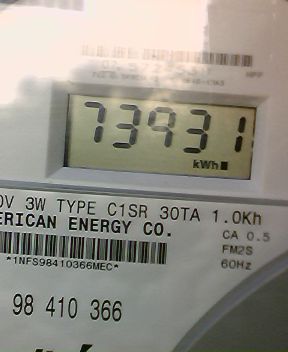 HPP
73931
kWh
0V 3W TYPE C1SR 30TA 1.0Kh
ERICAN ENERGY CO.
CA 0.5
FM2S
*1NFS98410366MEC*
60Hz
98 410 366